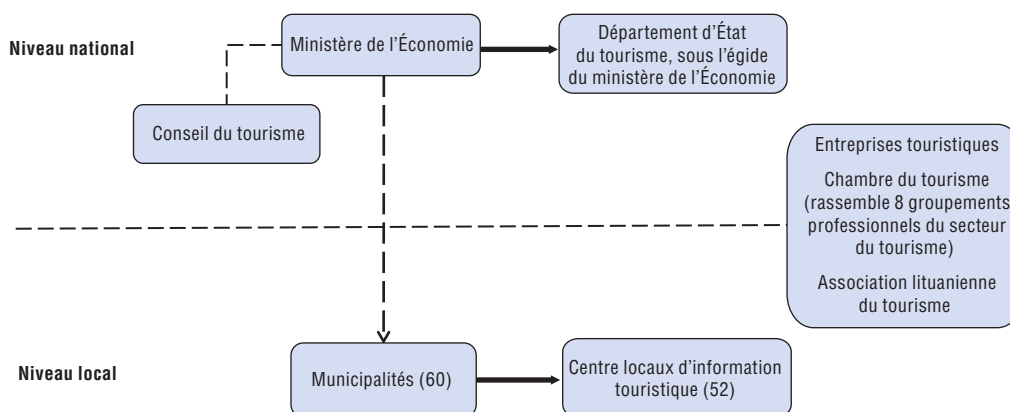 Niveau national
Ministère de l'Économie
Département d'État
du tourisme, sous l'égide
du ministère de l'Économie
Conseil du tourisme
Entreprises touristiques
Chambre du tourisme
(rassemble 8 groupements
professionnels du secteur
du tourisme)
Association lituanienne
du tourisme
Niveau local
Municipalités (60)
Centre locaux d'information
touristique (52)